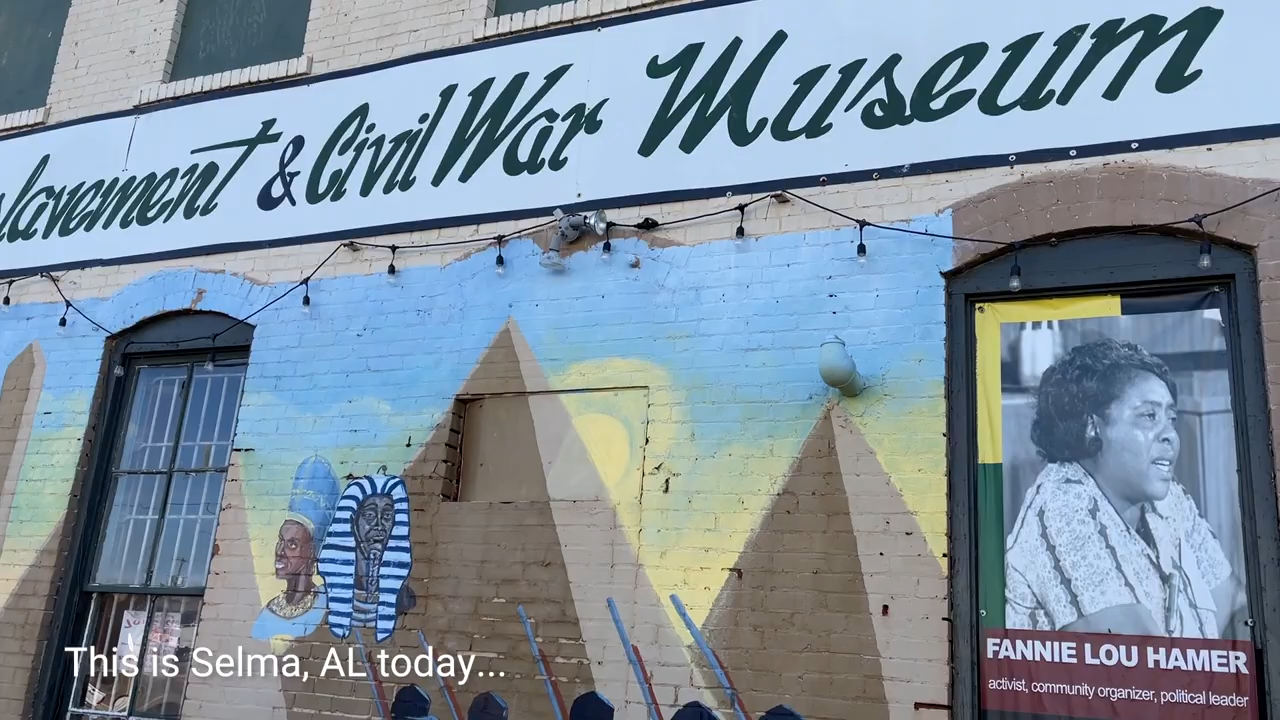 lavement & Civil War Museum
FANNIE LOU HAMER
activist, community organizer, political leader
This is Selma, AL today...